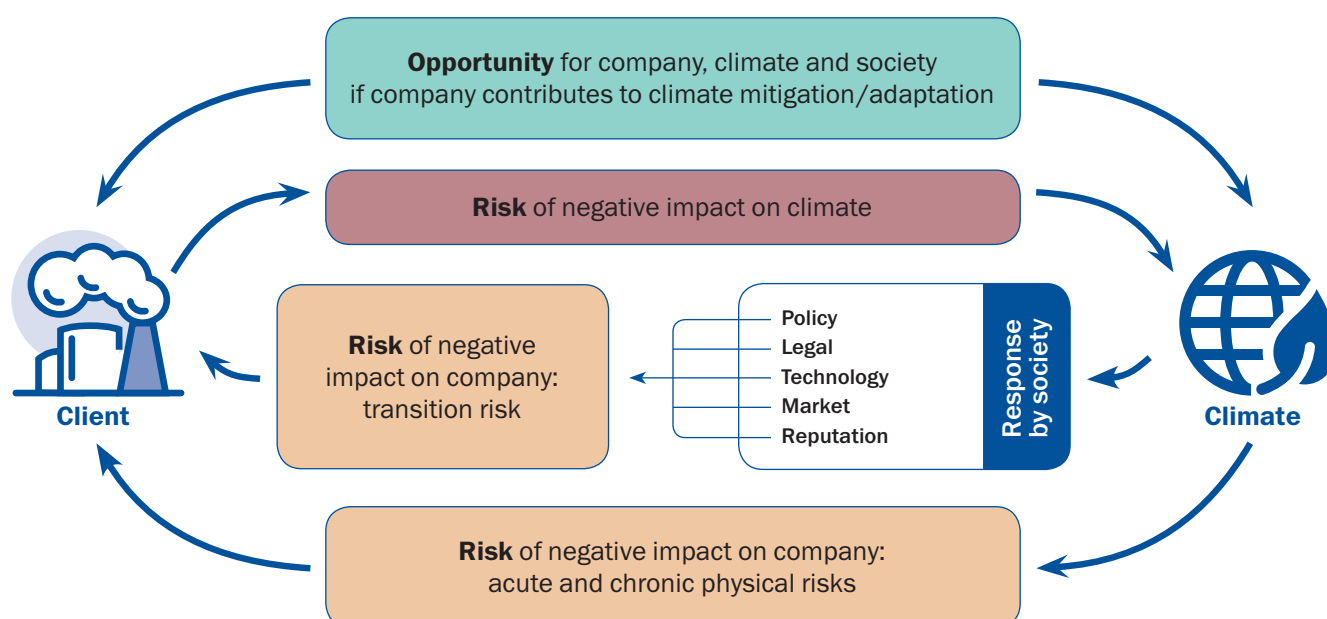 Opportunity for company, climate and society
if company contributes to climate mitigation/adaptation
Risk of negative impact on climate
Client
Risk of negative
impact on company:
transition risk
Policy
Legal
Technology
Market
Reputation
Response
by society
Climate
Risk of negative impact on company:
acute and chronic physical risks